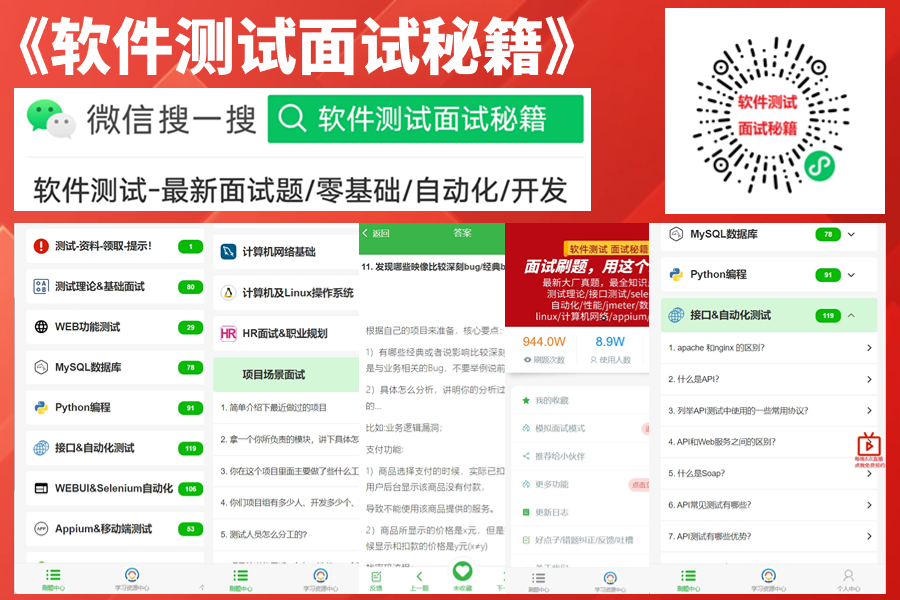 《软件测试面试秘籍》
微信搜一搜
软件测试面试秘籍
软件测试-最新面试题/零基础/自动化/开发
软件测试
面试秘籍
测试-资料-领取-提示!
1
测试理论&基础面试
80
WEB功能测试
29
MySQL数据库
78
Python编程
91
接口&自动化测试
119
WEBUI&Selenium自动化
106
Appium&移动端测试
53
刷题中心
学习资源中心
计算机网络基础
计算机及Linux操作系统
HR
HR面试&职业规划
项目场景面试
1. 简单介绍下最近做过的项目
2. 拿一个你所负责的模块，讲下具体怎
3. 你在这个项目里面主要做了些什么工
4. 你们项目组有多少人、开发多少个、
5. 测试人员怎么分工的?
刷题中心
学习资源中心
返回
答案
11. 发现哪些映像比较深刻bug/经典b
根据自己的项目来准备，核心要点：
1）有哪些经典或者说影响比较深刻
是与业务相关的Bug，不要举例说前
2）具体怎么分析，讲明你的分析过
的...
比如:业务逻辑漏洞:
支付功能:
1）商品选择支付的时候，实际已扣
用户后台显示该商品没有付款，
导致不能使用该商品提供的服务。
2）商品所显示的价格是x元，但是
候显示和扣款的价格是y元(x≠y)
反馈
上一题
未收藏
下
软件测试 面试秘籍
面试刷题，用这个
最新大厂真题，最全知识
测试理论/接口测试/sele
自动化/性能/jmeter/数
linux/计算机网络/appium/
944.0W
8.9W
刷题次数
使用人数
我的收藏
模拟面试模式
推荐给小伙伴
更多功能
点击
更新日志
好点子/错题纠正/反馈/吐槽
刷题中心
学习资源中心
MySQL数据库
78
Python编程
91
接口&自动化测试
119
1. apache 和nginx 的区别?
2. 什么是API?
3. 列举API测试中使用的一些常用协议?
4. API和Web服务之间的区别?
5. 什么是Soap?
6. API常见测试有哪些?
7. API测试有哪些优势?
刷题中心
学习资源中心
个人中心